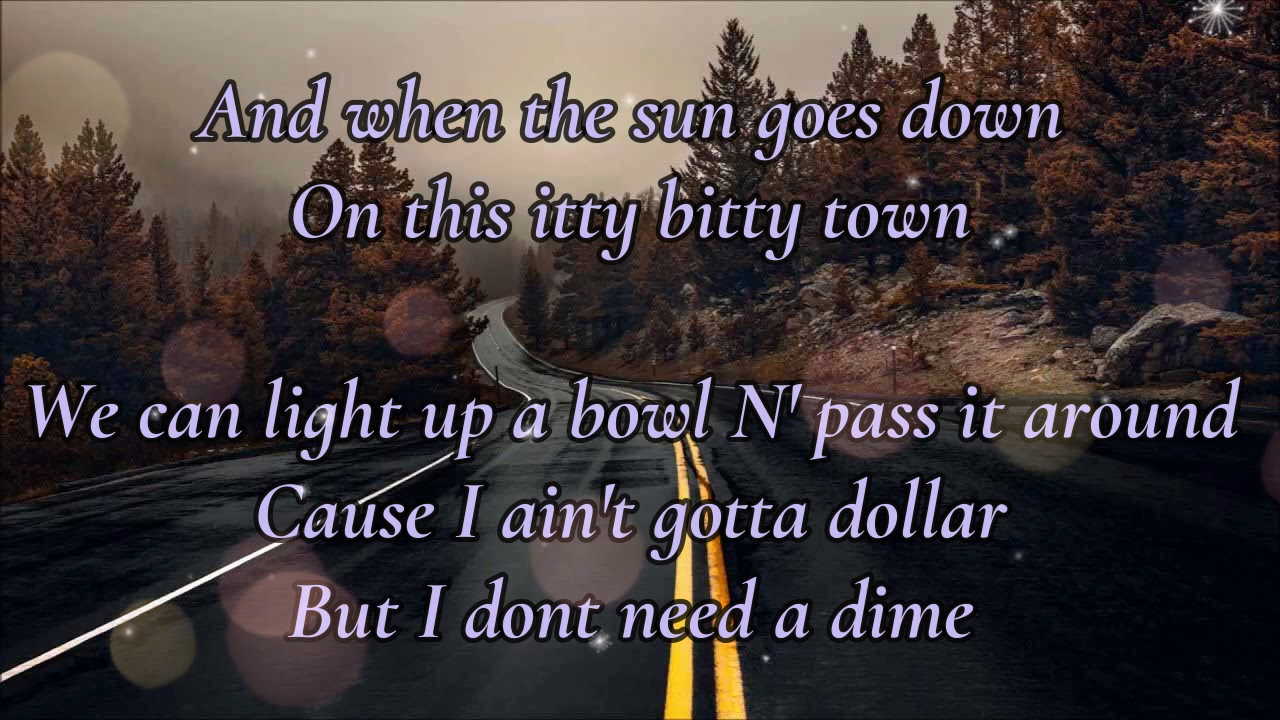 And when the sun goes down
On this itty bitty town
We can light up a bowl N' pass it around
Cause I ain't gotta dollar
But I dont need a dime